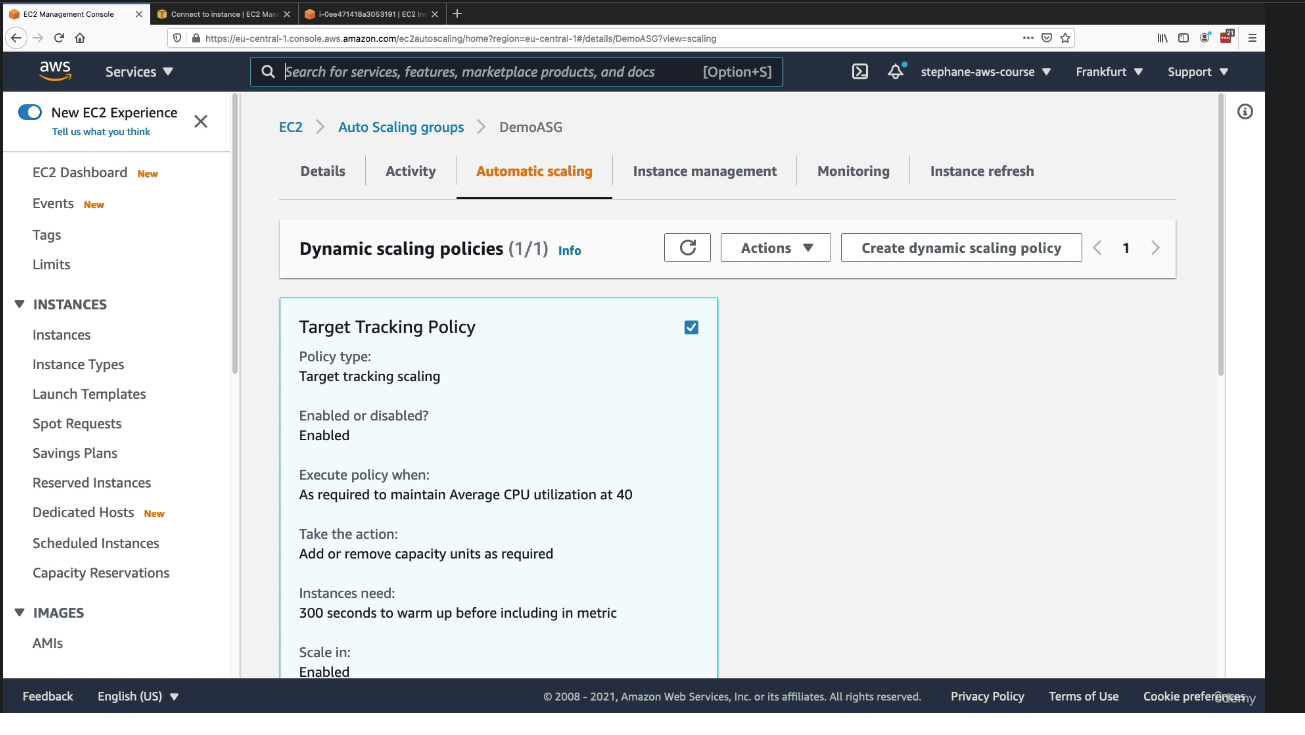 EC2 Management Console
Connect to instance | EC2 Man
i-0ee471418a3053191 | EC2 In
https://eu-central-1.console.aws.amazon.com/ec2autoscaling/home?region=eu-central-1#/details/DemoASG?view=scaling
21
aws
Services
Search for services, features, marketplace products, and docs
[Option+S]
stephane-aws-course
Frankfurt
Support
New EC2 Experience
Tell us what you think
EC2 Dashboard New
Events New
Tags
Limits
INSTANCES
Instances
Instance Types
Launch Templates
Spot Requests
Savings Plans
Reserved Instances
Dedicated Hosts New
Scheduled Instances
Capacity Reservations
IMAGES
AMIs
EC2 > Auto Scaling groups > DemoASG
Details
Activity
Automatic scaling
Instance management
Monitoring
Instance refresh
Dynamic scaling policies (1/1) Info
Actions
Create dynamic scaling policy
1
Target Tracking Policy
Policy type:
Target tracking scaling
Enabled or disabled?
Enabled
Execute policy when:
As required to maintain Average CPU utilization at 40
Take the action:
Add or remove capacity units as required
Instances need:
300 seconds to warm up before including in metric
Scale in:
Enabled
Feedback
English (US)
© 2008 - 2021, Amazon Web Services, Inc. or its affiliates. All rights reserved.
Privacy Policy
Terms of Use
Cookie preferences
udemy